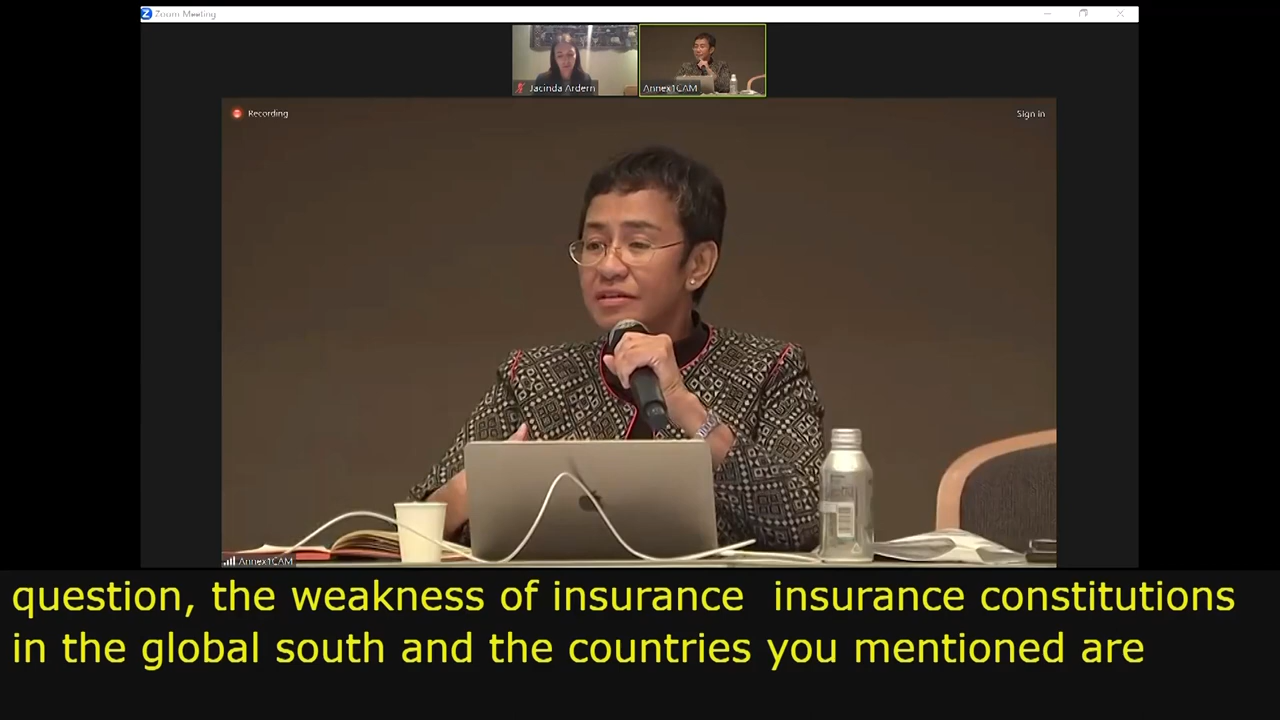 Zoom Meeting
Jacinda Ardern
Annex1CAM
Recording
Sign in
Annex1CAM
question, the weakness of insurance  insurance constitutions
in the global south and the countries you mentioned are